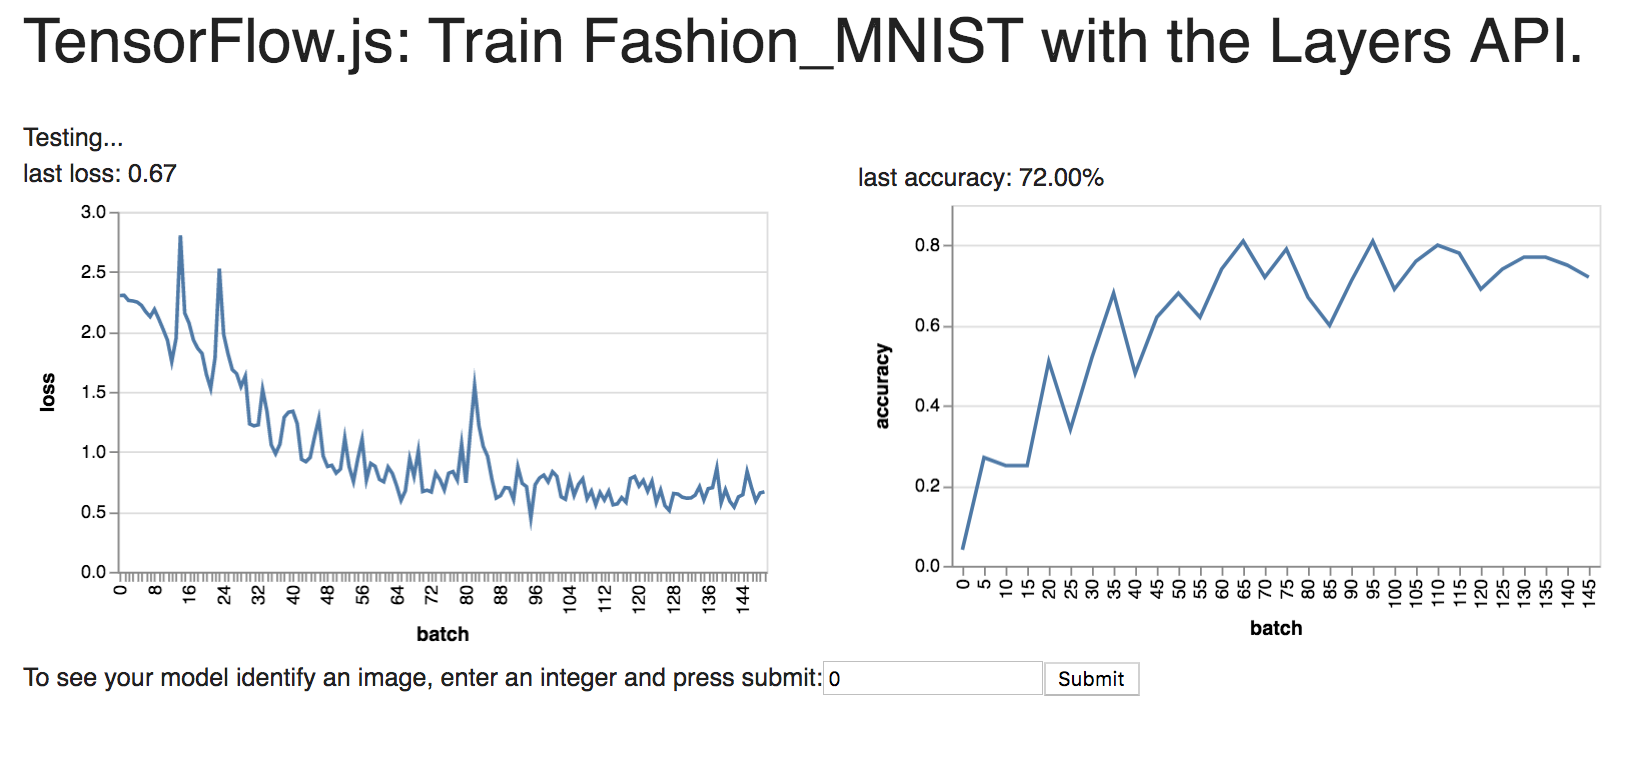 TensorFlow.js: Train Fashion_MNIST with the Layers API.
Testing...
last loss: 0.67
last accuracy: 72.00%
3.0
2.5
2.0
1.5
1.0
0.5
0.0
loss
0 8 16 24 32 40 48 56 64 72 80 88 96 104 112 120 128 136 144
batch
0.8
0.6
0.4
0.2
0.0
accuracy
0 5 10 15 20 25 30 35 40 45 50 55 60 65 70 75 80 85 90 95 100 105 110 115 120 125 130 135 140 145
batch
To see your model identify an image, enter an integer and press submit: 0 Submit